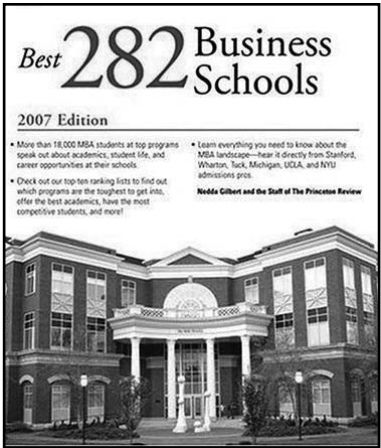 Best 282 Business
Schools
2007 Edition
• More than 18,000 MBA students at top programs
speak out about academics, student life, and
career opportunities at their schools.
• Check out our top-ten ranking lists to find out
which programs are the toughest to get into,
offer the best academics, have the most
competitive students, and more!
• Learn everything you need to know about the
MBA landscape—hear it directly from Stanford,
Wharton, Tuck, Michigan, UCLA, and NYU
admissions pros.
Nedda Gilbert and the Staff of The Princeton Review